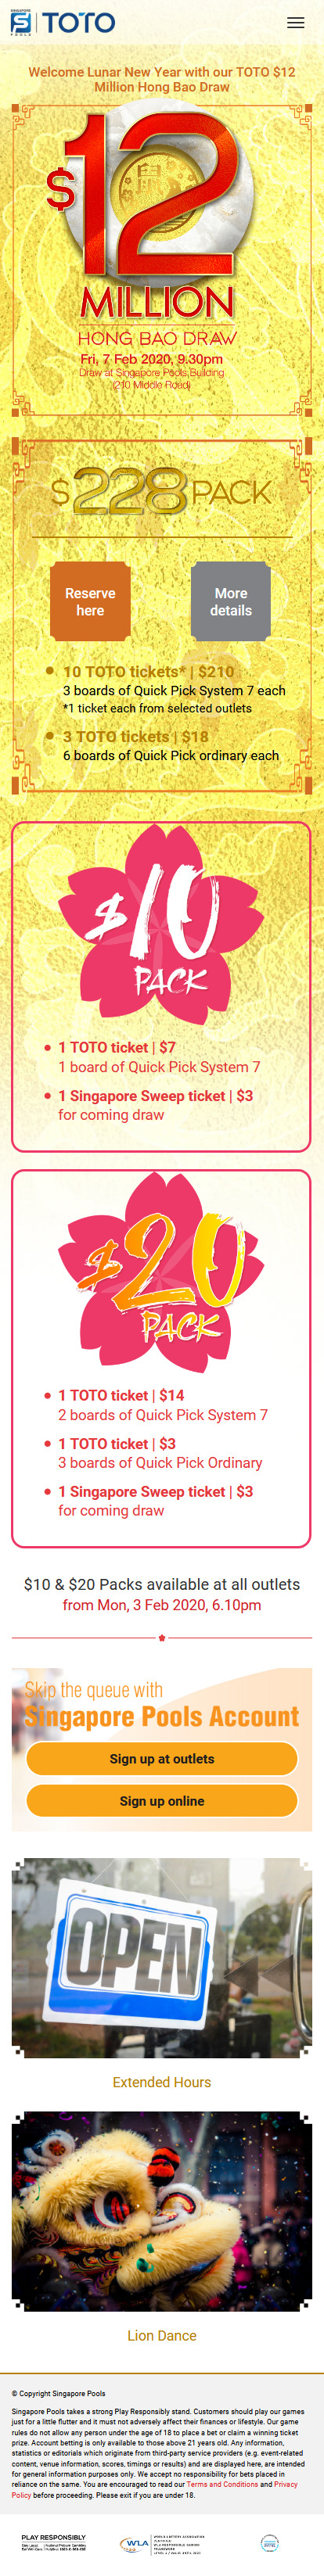 SINGAPORE
POOLS
TOTO
Welcome Lunar New Year with our TOTO $12
Million Hong Bao Draw
$12
MILLION
HONG BAO DRAW
Fri, 7 Feb 2020, 9.30pm
Draw at Singapore Pools Building
(210 Middle Road)
$228 PACK
Reserve
here
More
details
10 TOTO tickets* | $210
3 boards of Quick Pick System 7 each
*1 ticket each from selected outlets
3 TOTO tickets | $18
6 boards of Quick Pick ordinary each
$10
PACK
1 TOTO ticket | $7
1 board of Quick Pick System 7
1 Singapore Sweep ticket | $3
for coming draw
$20
PACK
1 TOTO ticket | $14
2 boards of Quick Pick System 7
1 TOTO ticket | $3
3 boards of Quick Pick Ordinary
1 Singapore Sweep ticket | $3
for coming draw
$10 & $20 Packs available at all outlets
from Mon, 3 Feb 2020, 6.10pm
Skip the queue with
Singapore Pools Account
Sign up at outlets
Sign up online
OPEN
Extended Hours
Lion Dance
© Copyright Singapore Pools
Singapore Pools takes a strong Play Responsibly stand. Customers should play our games
just for a little flutter and it must not adversely affect their finances or lifestyle. Our game
rules do not allow any person under the age of 18 to place a bet or claim a winning ticket
prize. Account betting is only available to those above 21 years old. Any information,
statistics or editorials which originate from third-party service providers (e.g. event-related
content, venue information, scores, timings or results) and are displayed here, are intended
for general information purposes only. We accept no responsibility for bets placed in
reliance on the same. You are encouraged to read our Terms and Conditions and Privacy
Policy before proceeding. Please exit if you are under 18.
PLAY RESPONSIBLY
WLA